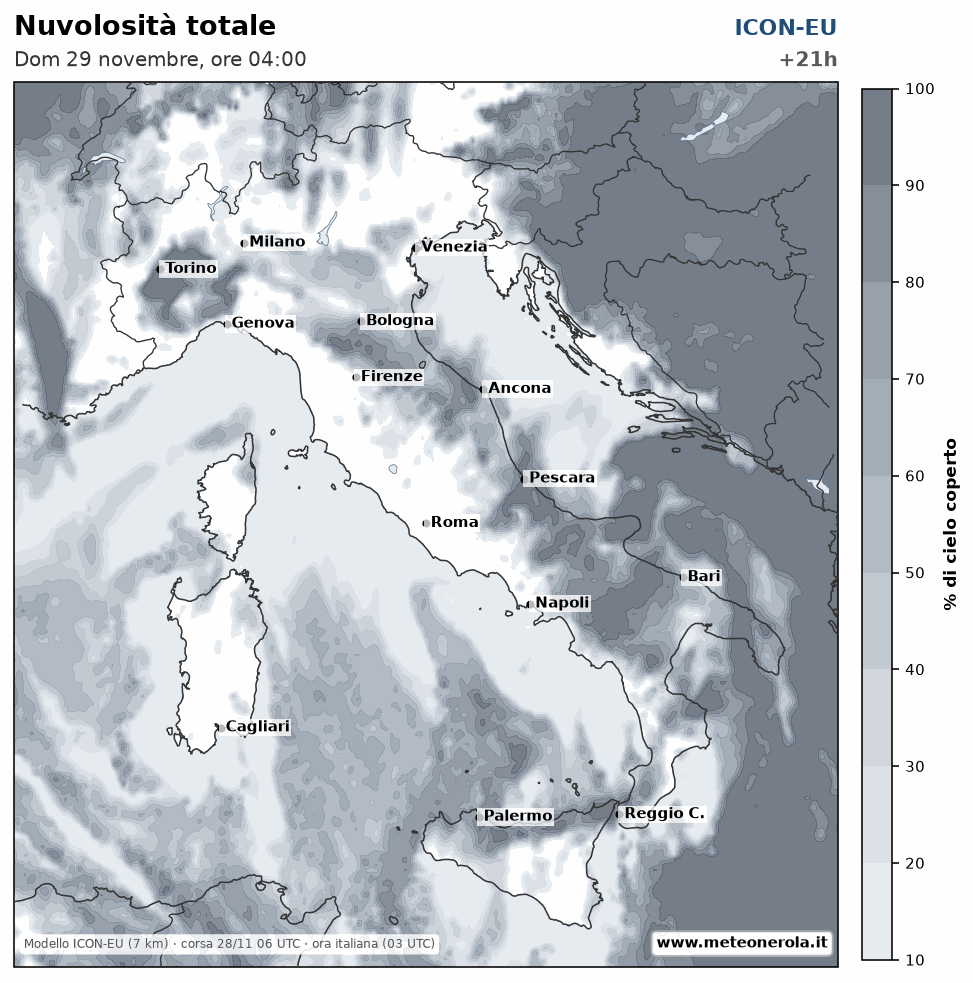 Nuvolosità totale
ICON-EU
Dom 29 novembre, ore 04:00
+21h
100
90
80
70
60
50
40
30
20
10
% di cielo coperto
Milano
Venezia
Torino
Genova
Bologna
Firenze
Ancona
Pescara
Roma
Bari
Napoli
Cagliari
Palermo
Reggio C.
Modello ICON-EU (7 km) · corsa 28/11 06 UTC · ora italiana (03 UTC)
www.meteonerola.it